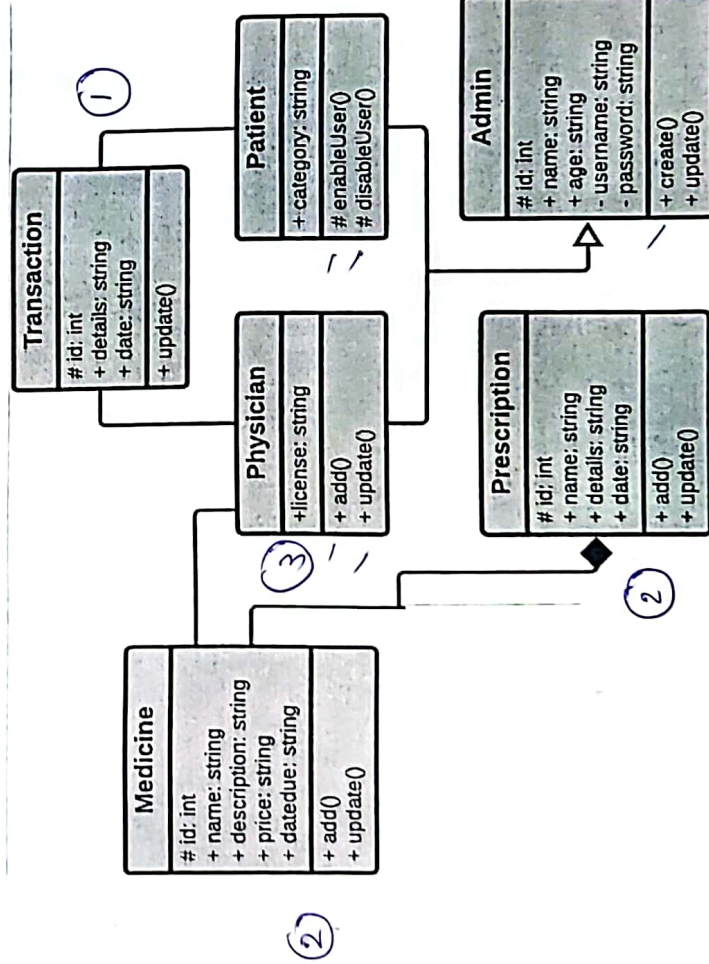 Transaction
# id: int
+ details: string
+ date: string
+ update()
1
Patient
+ category: string
# enableUser()
# disableUser()
Physician
+license: string
+ add()
+ update()
3
Medicine
# id: int
+ name: string
+ description: string
+ price: string
+ datedue: string
+ add()
+ update()
2
Prescription
# id: int
+ name: string
+ details: string
+ date: string
+ add()
+ update()
2
Admin
# id: int
+ name: string
+ age: string
- username: string
- password: string
+ create()
+ update()